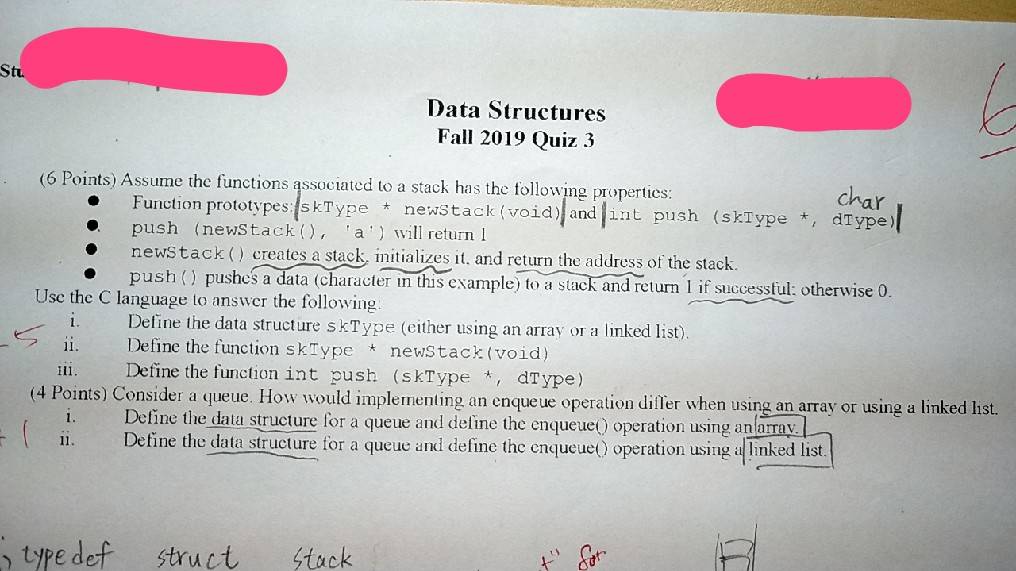 Stu
6
Data Structures
Fall 2019 Quiz 3
(6 Points) Assume the functions associated to a stack has the following properties:
char
● Function prototypes: skType * newStack(void) and int push (skType *, dType)
● push (newStack(), 'a') will return 1
● newStack() creates a stack, initializes it, and return the address of the stack.
● push() pushes a data (character in this example) to a stack and return 1 if successful; otherwise 0.
Use the C language to answer the following:
i. Define the data structure skType (either using an array or a linked list).
-5
ii. Define the function skType * newStack(void)
iii. Define the function int push (skType *, dType)
(4 Points) Consider a queue. How would implementing an enqueue operation differ when using an array or using a linked list.
i. Define the data structure for a queue and define the enqueue() operation using an array.
+1
ii. Define the data structure for a queue and define the enqueue() operation using a linked list.
typedef struct stack
for